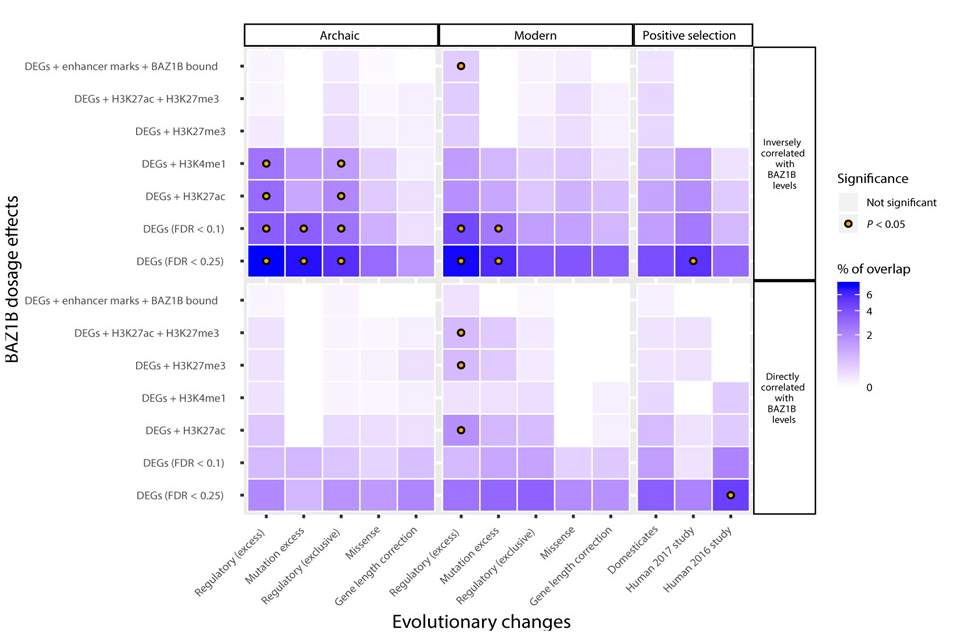 Archaic
Modern
Positive selection
DEGs + enhancer marks + BAZ1B bound
DEGs + H3K27ac + H3K27me3
DEGs + H3K27me3
DEGs + H3K4me1
DEGs + H3K27ac
DEGs (FDR < 0.1)
DEGs (FDR < 0.25)
Inversely
correlated
with
BAZ1B
levels
DEGs + enhancer marks + BAZ1B bound
DEGs + H3K27ac + H3K27me3
DEGs + H3K27me3
DEGs + H3K4me1
DEGs + H3K27ac
DEGs (FDR < 0.1)
DEGs (FDR < 0.25)
Directly
correlated
with
BAZ1B
levels
BAZ1B dosage effects
Regulatory (excess)
Mutation excess
Regulatory (exclusive)
Missense
Gene length correction
Regulatory (excess)
Mutation excess
Regulatory (exclusive)
Missense
Gene length correction
Domesticates
Human 2017 study
Human 2016 study
Evolutionary changes
Significance
Not significant
P < 0.05
% of overlap
6
4
2
0